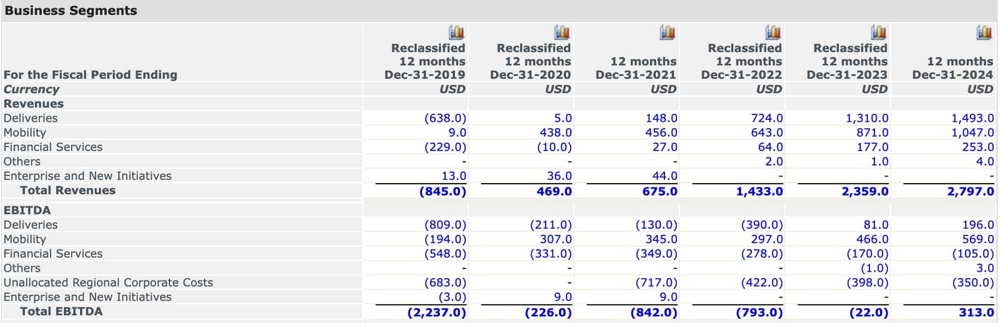 Business Segments
Reclassified Reclassified Reclassified Reclassified
12 months 12 months 12 months 12 months 12 months 12 months
For the Fiscal Period Ending Dec-31-2019 Dec-31-2020 Dec-31-2021 Dec-31-2022 Dec-31-2023 Dec-31-2024
Currency USD USD USD USD USD USD
Revenues
Deliveries (638.0) 5.0 148.0 724.0 1,310.0 1,493.0
Mobility 9.0 438.0 456.0 643.0 871.0 1,047.0
Financial Services (229.0) (10.0) 27.0 64.0 177.0 253.0
Others - - - 2.0 1.0 4.0
Enterprise and New Initiatives 13.0 36.0 44.0 - - -
Total Revenues (845.0) 469.0 675.0 1,433.0 2,359.0 2,797.0
EBITDA
Deliveries (809.0) (211.0) (130.0) (390.0) 81.0 196.0
Mobility (194.0) 307.0 345.0 297.0 466.0 569.0
Financial Services (548.0) (331.0) (349.0) (278.0) (170.0) (105.0)
Others - - - - (1.0) 3.0
Unallocated Regional Corporate Costs (683.0) - (717.0) (422.0) (398.0) (350.0)
Enterprise and New Initiatives (3.0) 9.0 9.0 - - -
Total EBITDA (2,237.0) (226.0) (842.0) (793.0) (22.0) 313.0